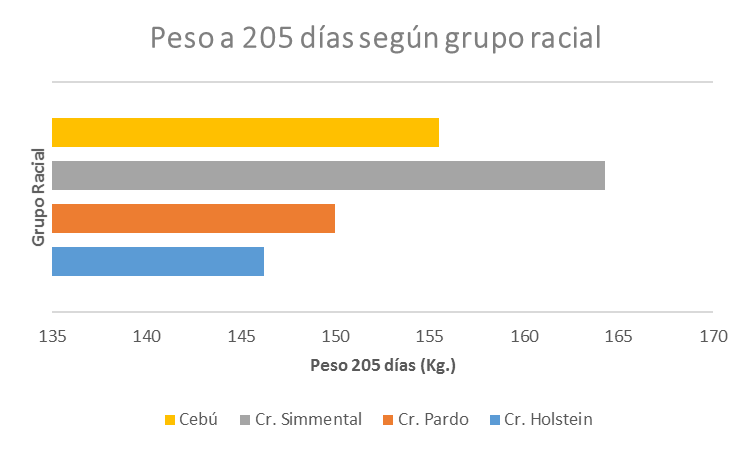 Peso a 205 días según grupo racial
Grupo Racial
135 140 145 150 155 160 165 170
Peso 205 días (Kg.)
Cebú Cr. Simmental Cr. Pardo Cr. Holstein